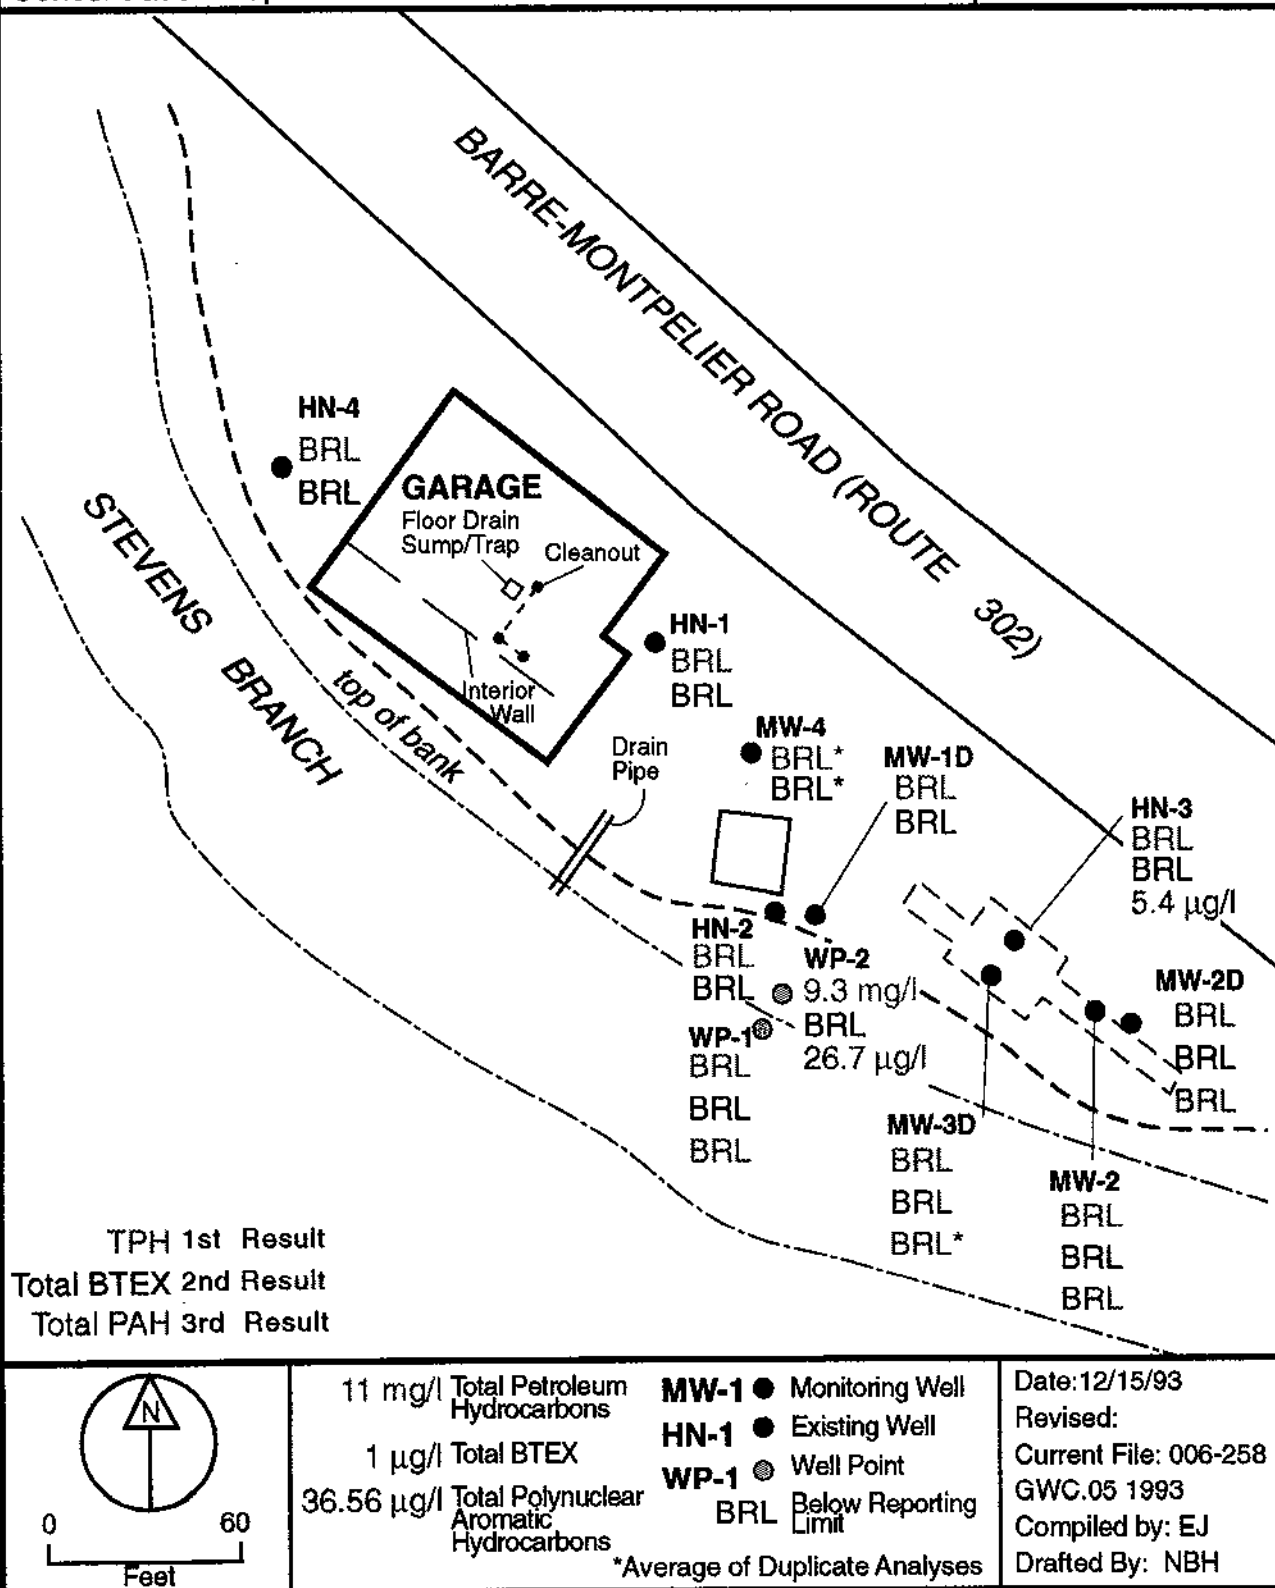 BARRE-MONTPELIER ROAD (ROUTE 302)
HN-4
BRL
BRL
GARAGE
Floor Drain
Sump/Trap
Cleanout
Interior
Wall
STEVENS BRANCH
top of bank
HN-1
BRL
BRL
Drain
Pipe
MW-4
BRL*
BRL*
MW-1D
BRL
BRL
HN-3
BRL
BRL
5.4 µg/l
HN-2
BRL
BRL
WP-2
9.3 mg/l
BRL
26.7 µg/l
WP-1
BRL
BRL
BRL
MW-2D
BRL
BRL
BRL
MW-3D
BRL
BRL
BRL*
MW-2
BRL
BRL
BRL
TPH 1st Result
Total BTEX 2nd Result
Total PAH 3rd Result
N
0 60
Feet
11 mg/l Total Petroleum
Hydrocarbons
1 µg/l Total BTEX
36.56 µg/l Total Polynuclear
Aromatic
Hydrocarbons
MW-1 Monitoring Well
HN-1 Existing Well
WP-1 Well Point
BRL Below Reporting
Limit
*Average of Duplicate Analyses
Date:12/15/93
Revised:
Current File: 006-258
GWC.05 1993
Compiled by: EJ
Drafted By: NBH